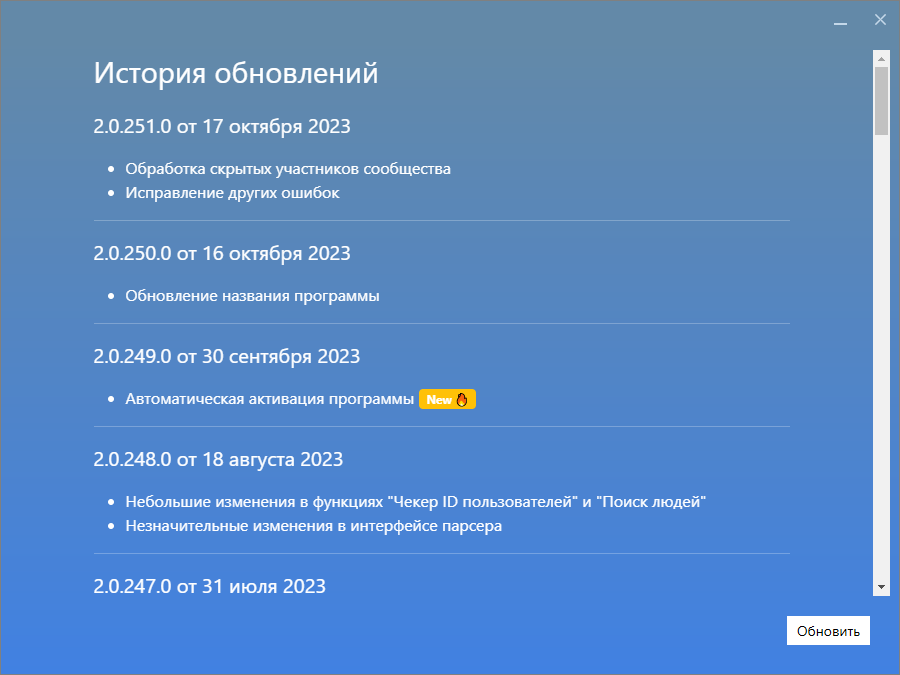 История обновлений
2.0.251.0 от 17 октября 2023
Обработка скрытых участников сообщества
Исправление других ошибок
2.0.250.0 от 16 октября 2023
Обновление названия программы
2.0.249.0 от 30 сентября 2023
Автоматическая активация программы New
2.0.248.0 от 18 августа 2023
Небольшие изменения в функциях "Чекер ID пользователей" и "Поиск людей"
Незначительные изменения в интерфейсе парсера
2.0.247.0 от 31 июля 2023
Обновить